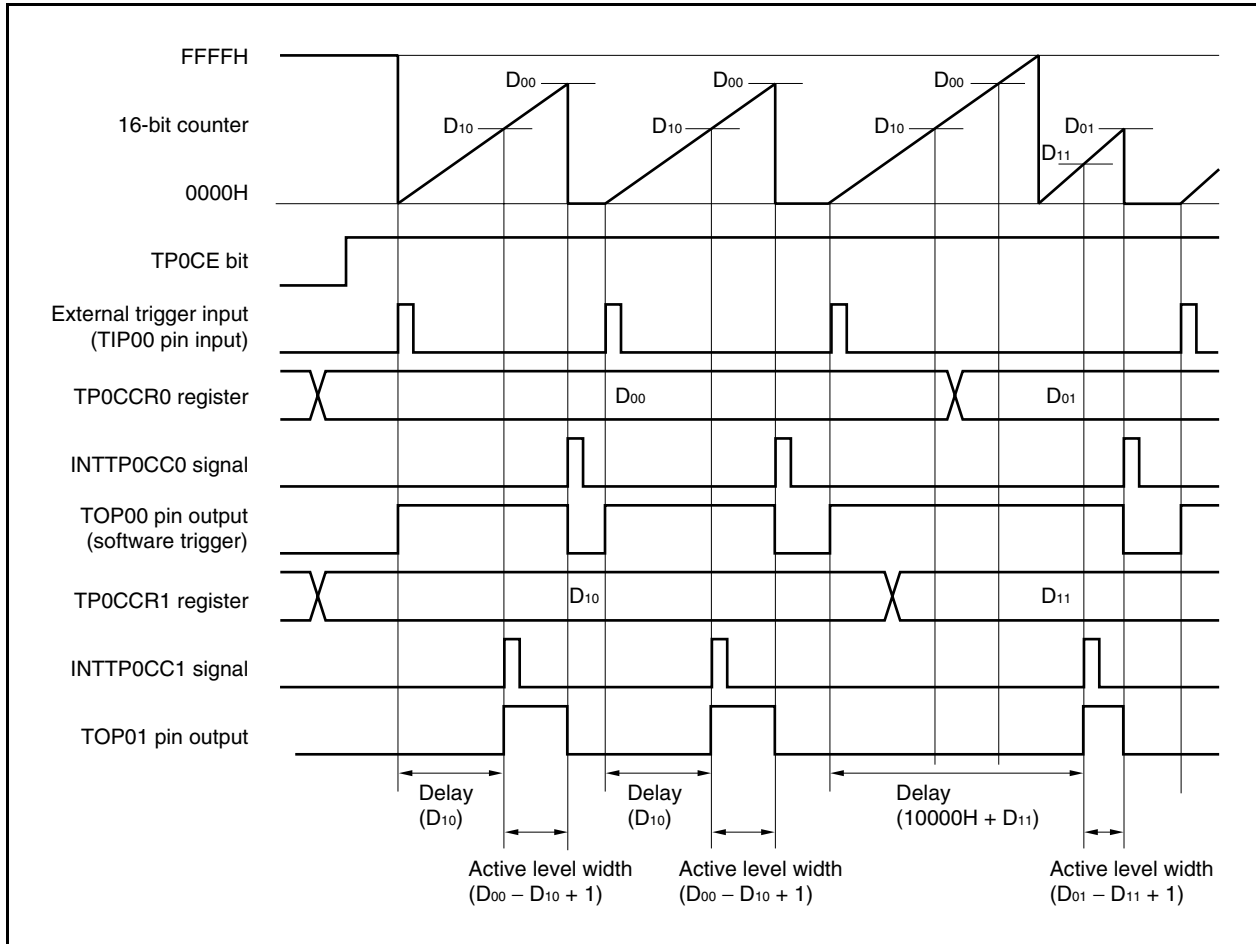 FFFFH
D00
D00
D00
16-bit counter
D10
D10
D10
D01
D11
0000H
TP0CE bit
External trigger input
(TIP00 pin input)
TP0CCR0 register
D00
D01
INTTP0CC0 signal
TOP00 pin output
(software trigger)
TP0CCR1 register
D10
D11
INTTP0CC1 signal
TOP01 pin output
Delay
(D10)
Delay
(D10)
Delay
(10000H + D11)
Active level width
(D00 − D10 + 1)
Active level width
(D00 − D10 + 1)
Active level width
(D01 − D11 + 1)